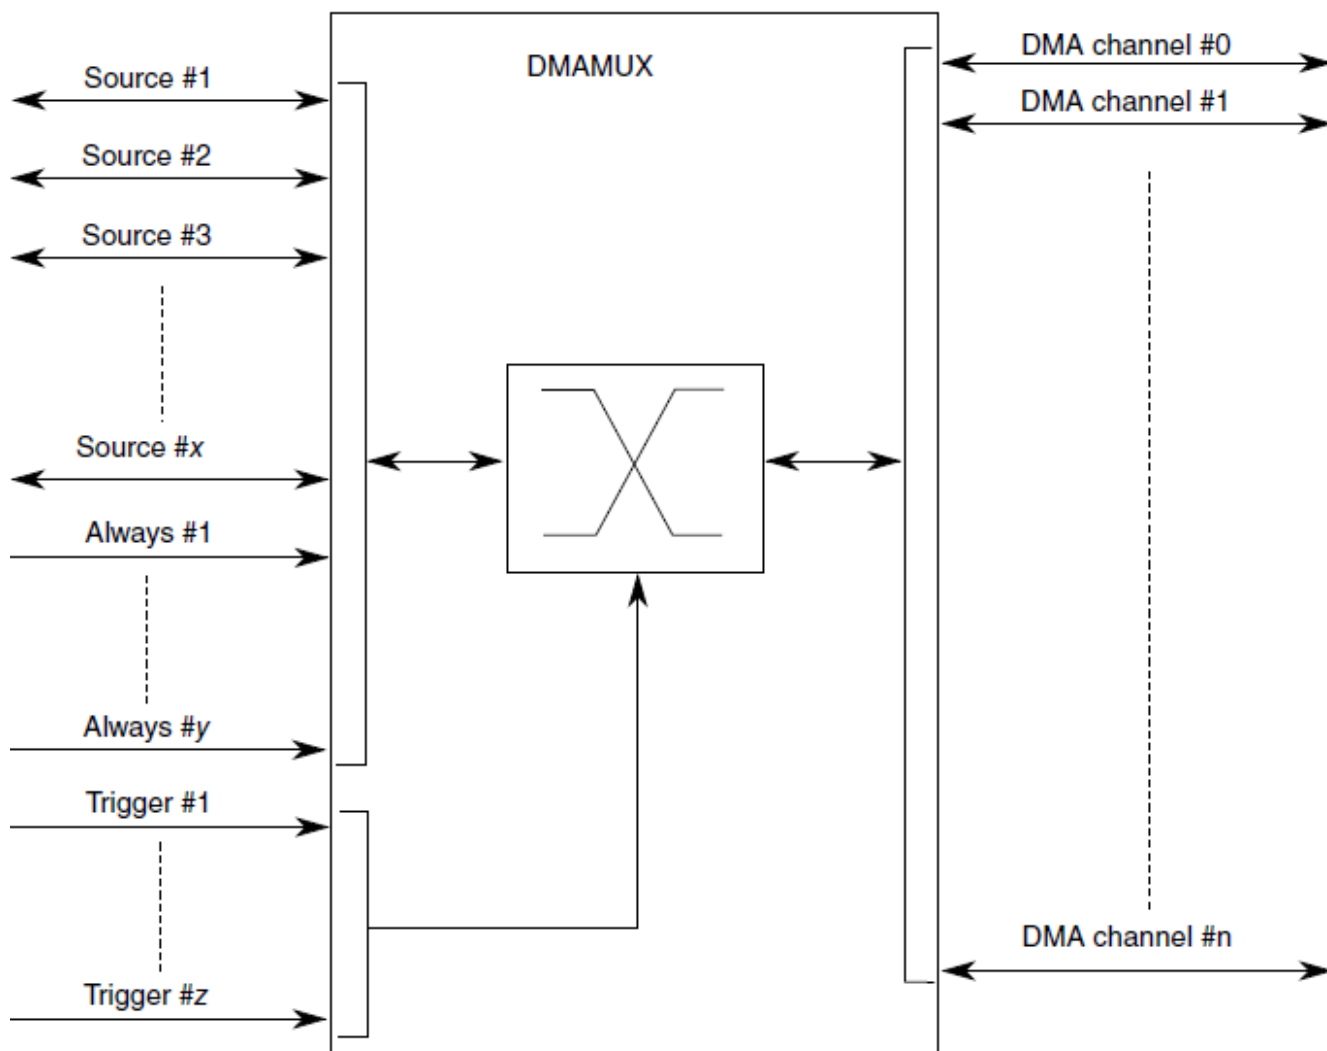 DMAMUX
Source #1
Source #2
Source #3
Source #x
Always #1
Always #y
Trigger #1
Trigger #z
DMA channel #0
DMA channel #1
DMA channel #n